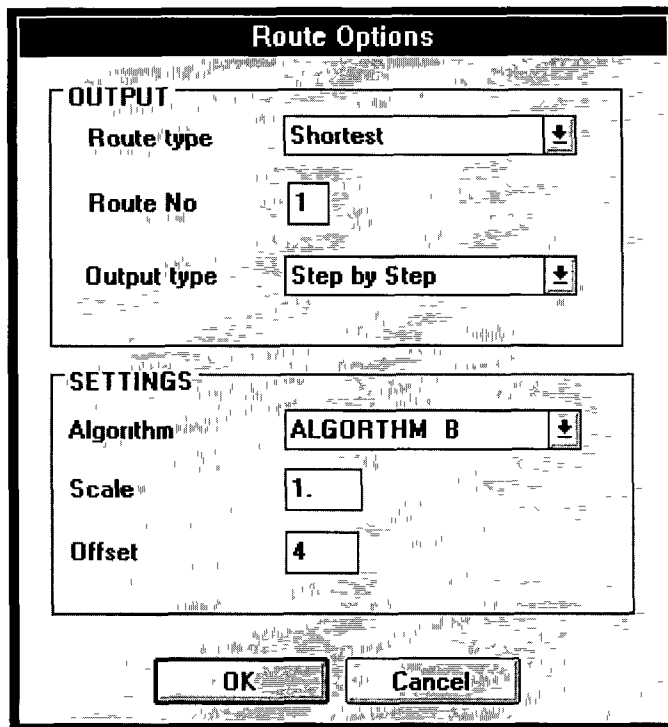 Route Options
OUTPUT
Route type Shortest
Route No 1
Output type Step by Step
SETTINGS
Algorithm ALGORTHM B
Scale 1.
Offset 4
OK Cancel